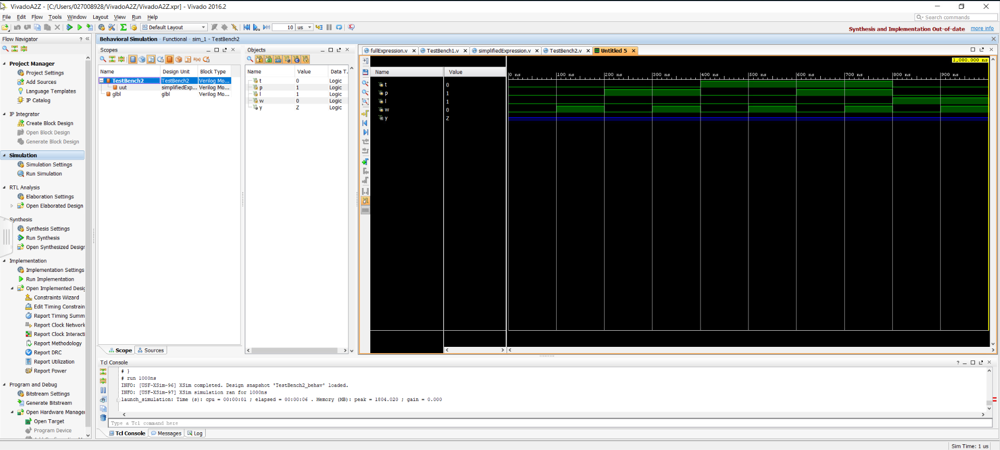 VivadoA2Z - [C:/Users/027008928/VivadoA2Z/VivadoA2Z.xpr] - Vivado 2016.2
File Edit Flow Tools Window Layout View Run Help
Search commands
Default Layout
10 us
Synthesis and Implementation Out-of-date more info
Flow Navigator
Project Manager
Project Settings
Add Sources
Language Templates
IP Catalog
IP Integrator
Create Block Design
Open Block Design
Generate Block Design
Simulation
Simulation Settings
Run Simulation
RTL Analysis
Elaboration Settings
Open Elaborated Design
Synthesis
Synthesis Settings
Run Synthesis
Open Synthesized Design
Implementation
Implementation Settings
Run Implementation
Open Implemented Desig
Constraints Wizard
Edit Timing Constrain
Report Timing Summ
Report Clock Network
Report Clock Interacti
Report Methodology
Report DRC
Report Utilization
Report Power
Program and Debug
Bitstream Settings
Generate Bitstream
Open Hardware Manager
Open Target
Program Device
Behavioral Simulation - Functional - sim_1 - TestBench2
Scopes
Name Design Unit Block Type
TestBench2 TestBench2 Verilog Mo...
uut simplifiedExp... Verilog Mo...
glbl glbl Verilog Mo...
Scope Sources
Objects
Name Value Data T.
t 0 Logic
p 1 Logic
l 1 Logic
w 0 Logic
y Z Logic
fullExpression.v TestBench1.v simplifiedExpression.v TestBench2.v Untitled 5
1,000.000 ns
Name Value
0 ns 100 ns 200 ns 300 ns 400 ns 500 ns 600 ns 700 ns 800 ns 900 ns
t 0
p 1
l 1
w 0
y Z
Tcl Console
# }
# run 1000ns
INFO: [USF-XSim-96] XSim completed. Design snapshot 'TestBench2_behav' loaded.
INFO: [USF-XSim-97] XSim simulation ran for 1000ns
launch_simulation: Time (s): cpu = 00:00:01 ; elapsed = 00:00:06 . Memory (MB): peak = 1804.020 ; gain = 0.000
Type a Tcl command here
Tcl Console Messages Log
Sim Time: 1 us